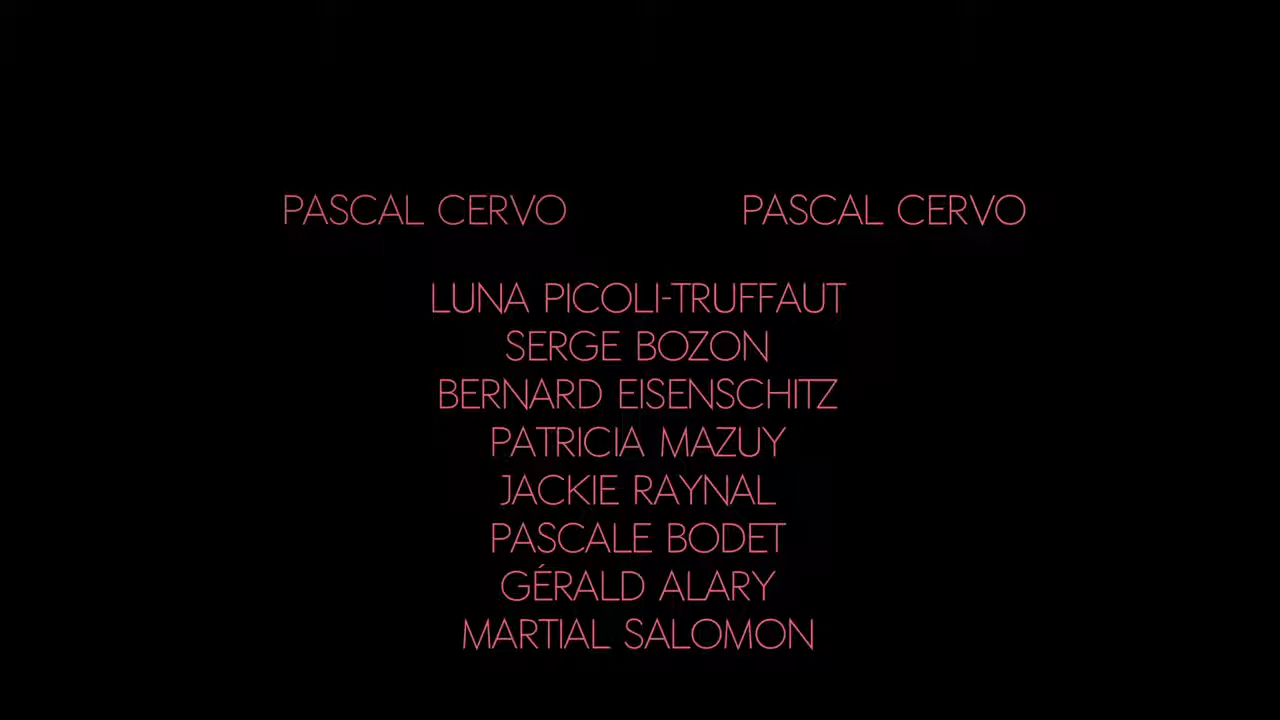 PASCAL CERVO PASCAL CERVO
LUNA PICOLI-TRUFFAUT
SERGE BOZON
BERNARD EISENSCHITZ
PATRICIA MAZUY
JACKIE RAYNAL
PASCALE BODET
GÉRALD ALARY
MARTIAL SALOMON